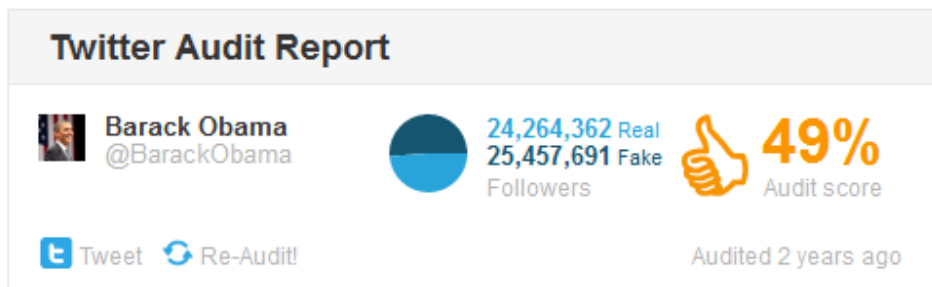 Twitter Audit Report
Barack Obama
@BarackObama
24,264,362 Real
25,457,691 Fake
Followers
49%
Audit score
Tweet Re-Audit!
Audited 2 years ago